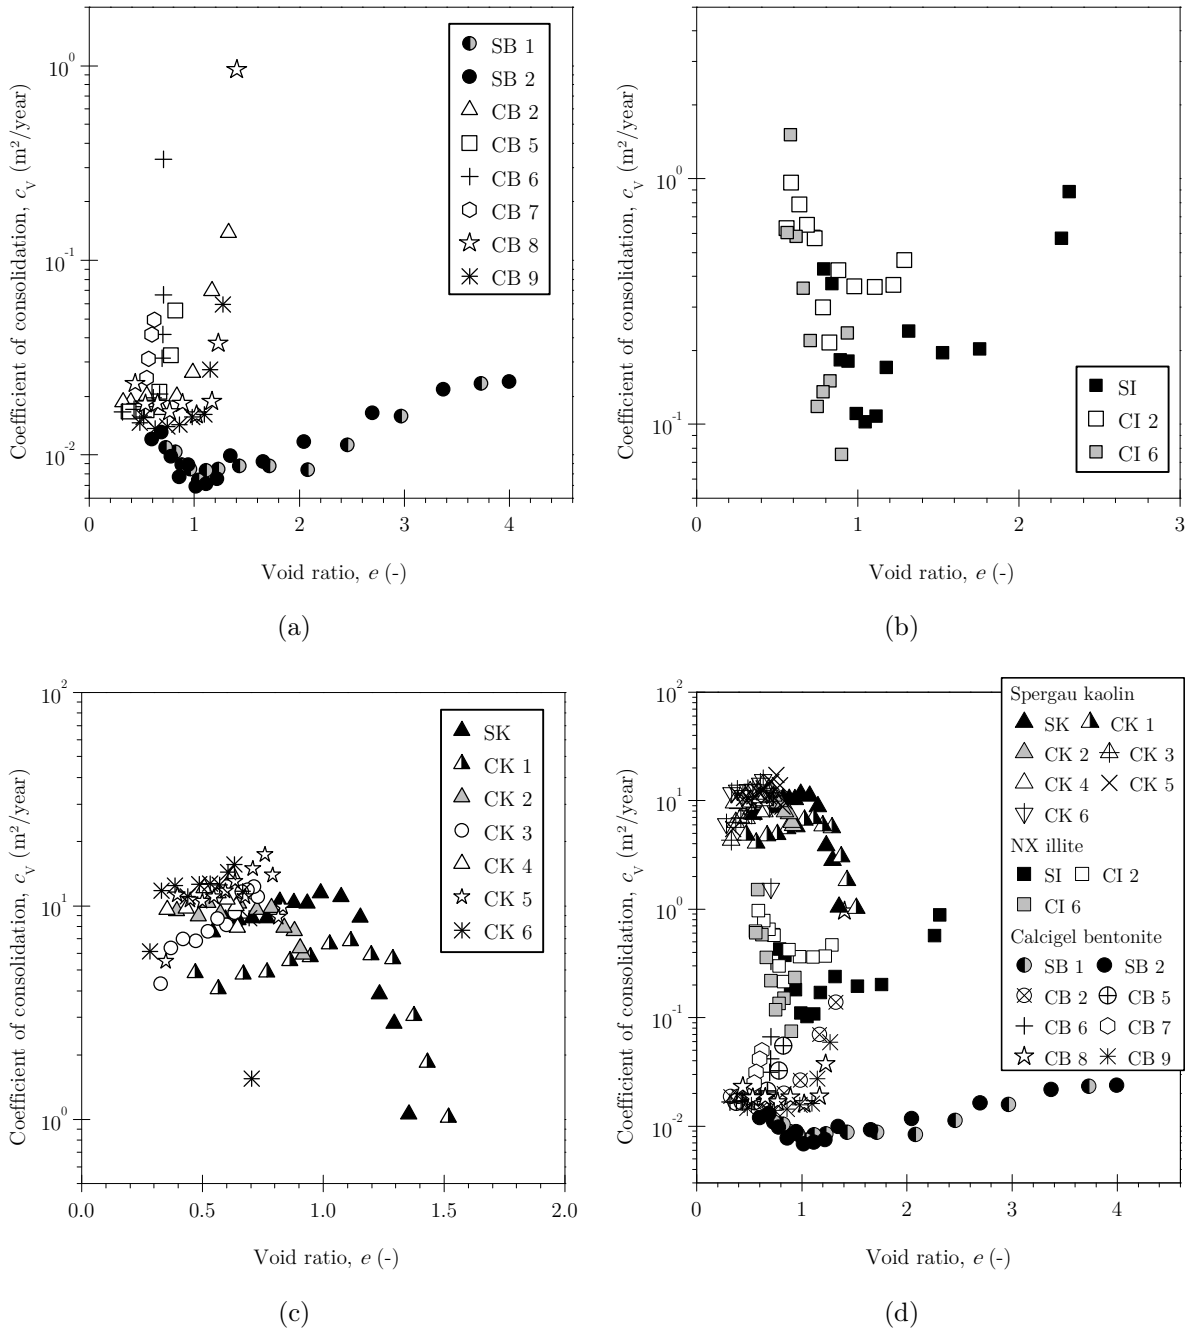 Coefficient of consolidation, c_v (m²/year)
10⁰
10⁻¹
10⁻²
0 1 2 3 4
Void ratio, e (-)
SB 1
SB 2
CB 2
CB 5
CB 6
CB 7
CB 8
CB 9
(a)
Coefficient of consolidation, c_v (m²/year)
10⁰
10⁻¹
0 1 2 3
Void ratio, e (-)
SI
CI 2
CI 6
(b)
Coefficient of consolidation, c_v (m²/year)
10²
10¹
10⁰
0.0 0.5 1.0 1.5 2.0
Void ratio, e (-)
SK
CK 1
CK 2
CK 3
CK 4
CK 5
CK 6
(c)
Coefficient of consolidation, c_v (m²/year)
10²
10¹
10⁰
10⁻¹
10⁻²
0 1 2 3 4
Void ratio, e (-)
Spergau kaolin
SK CK 1
CK 2 CK 3
CK 4 CK 5
CK 6
NX illite
SI CI 2
CI 6
Calcigel bentonite
SB 1 SB 2
CB 2 CB 5
CB 6 CB 7
CB 8 CB 9
(d)